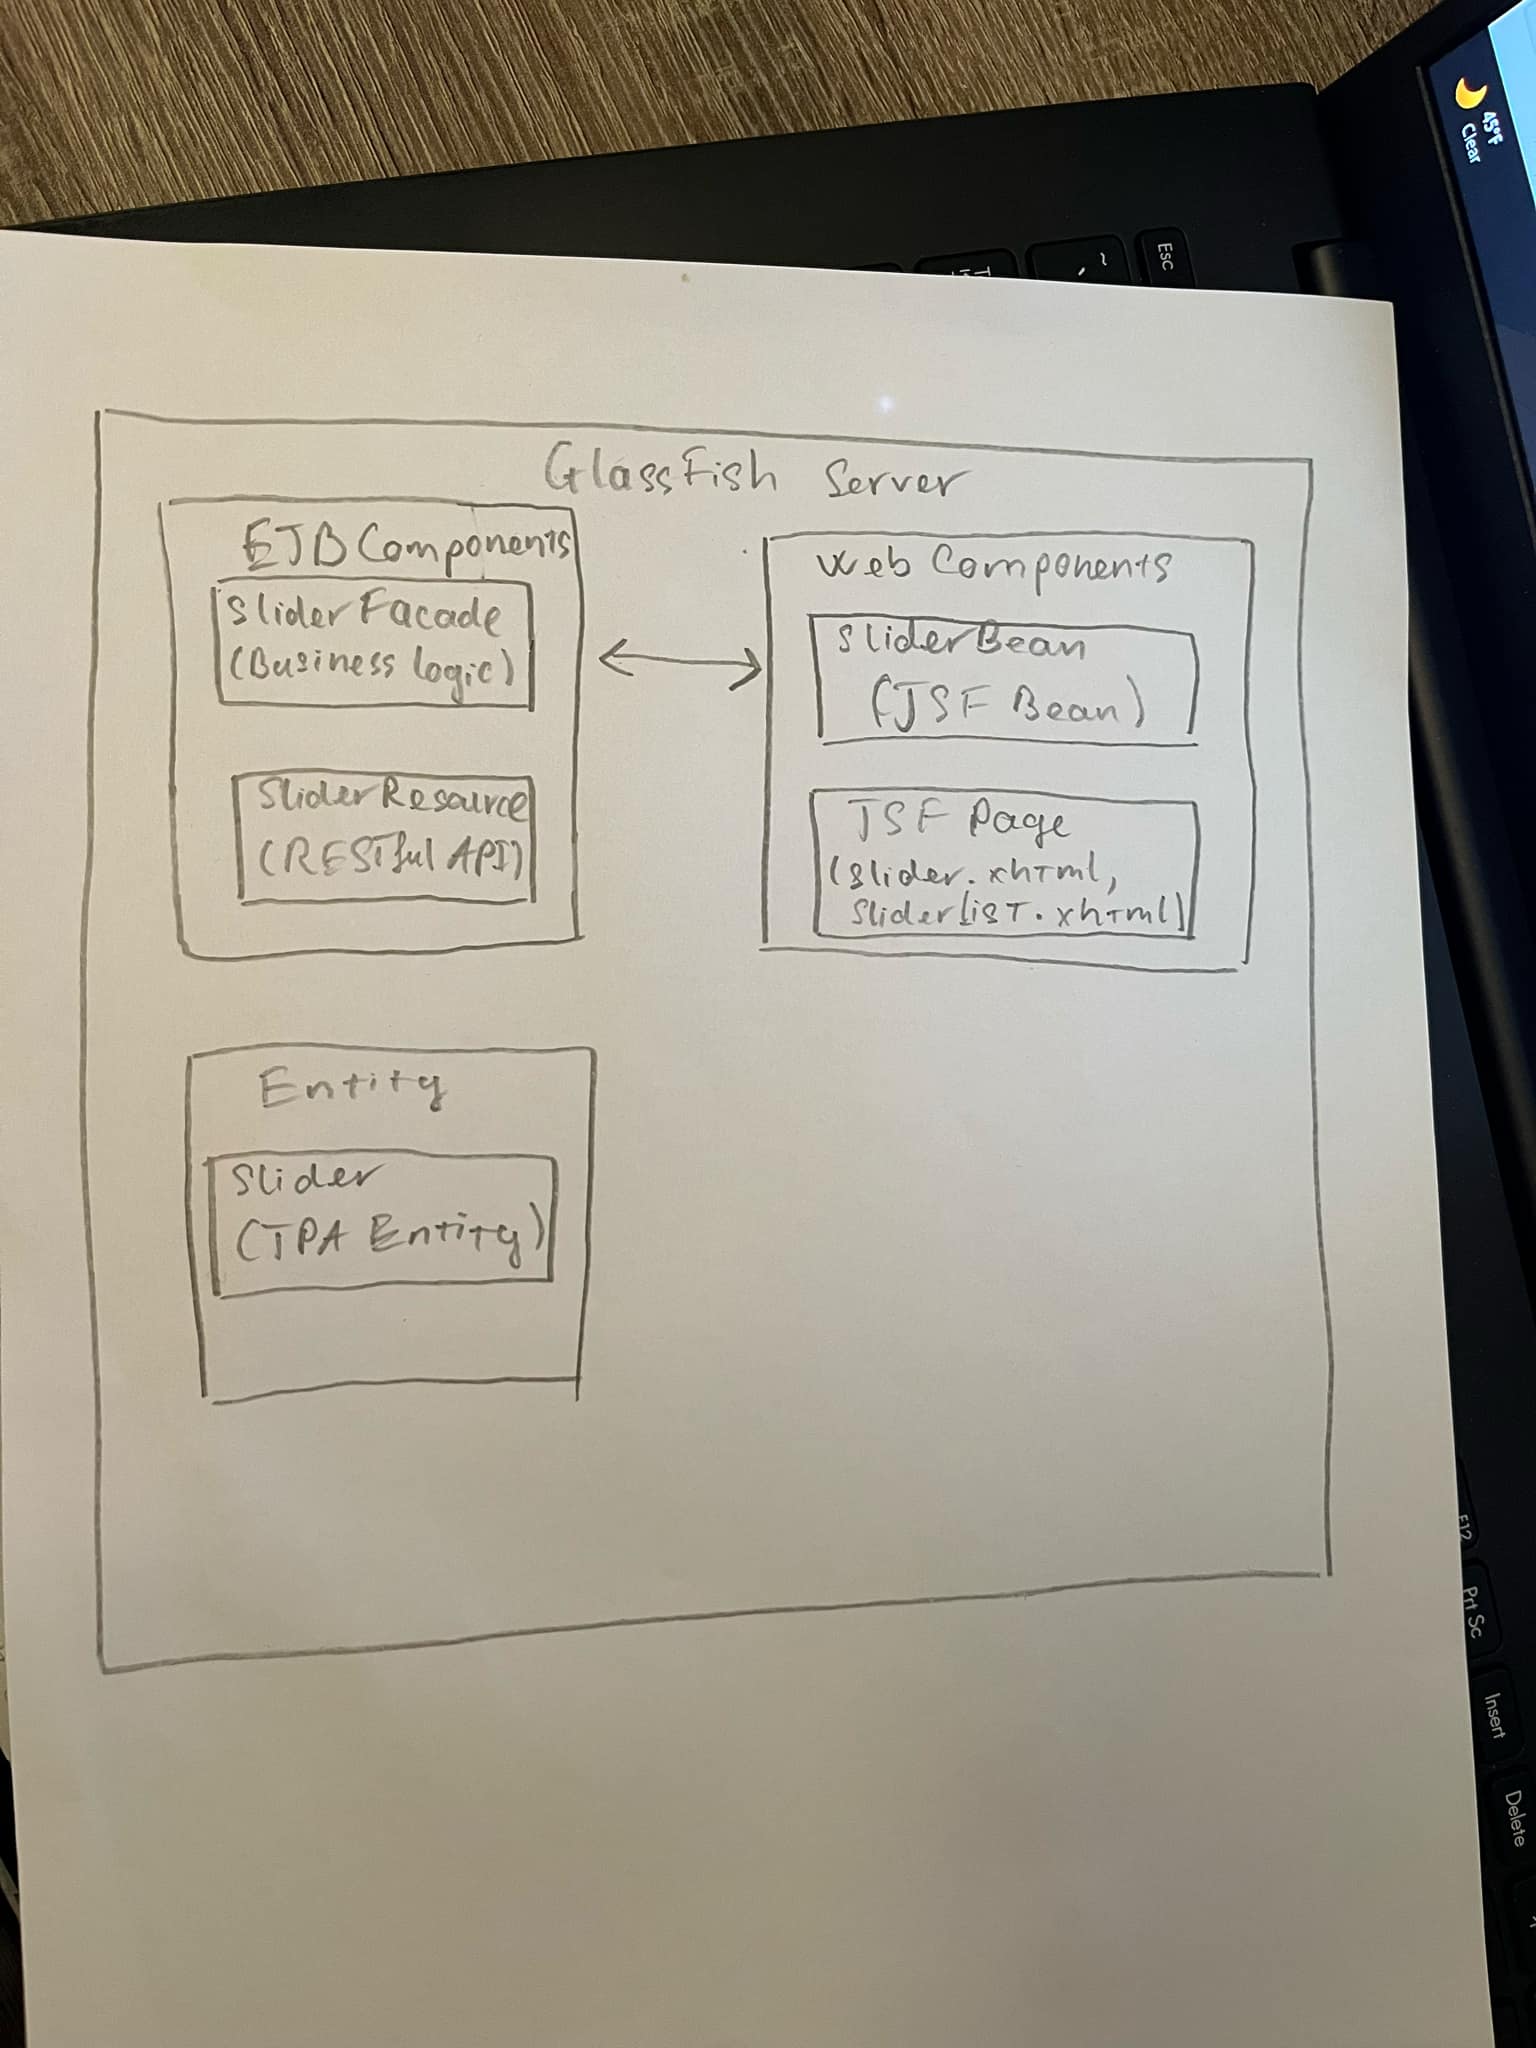 45°F
Clear
Esc
~
GlassFish Server
EJB Components
SliderFacade
(Business logic)
SliderResource
(RESTful API)
Web Components
SliderBean
(JSF Bean)
JSF Page
(slider.xhtml,
sliderlist.xhtml)
Entity
Slider
(JPA Entity)
F12
Prt Sc
Insert
Delete